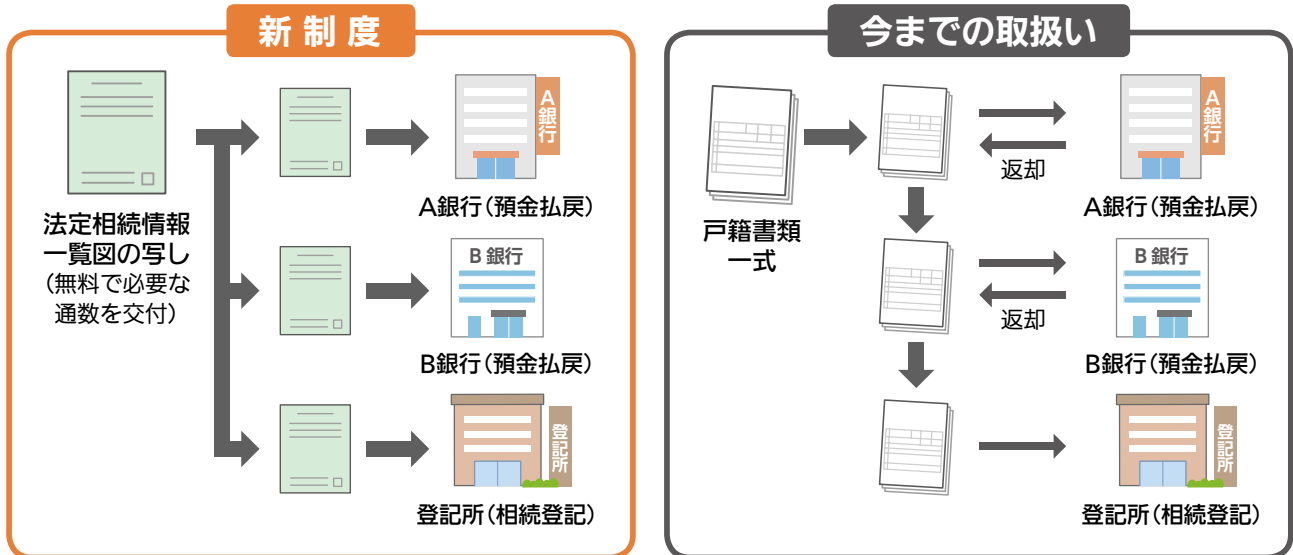 新制度
法定相続情報
一覧図の写し
（無料で必要な
通数を交付）
A銀行
A銀行（預金払戻）
B 銀行
B銀行（預金払戻）
登記所
登記所（相続登記）
今までの取扱い
戸籍書類
一式
返却
A銀行
A銀行（預金払戻）
返却
B 銀行
B銀行（預金払戻）
登記所
登記所（相続登記）